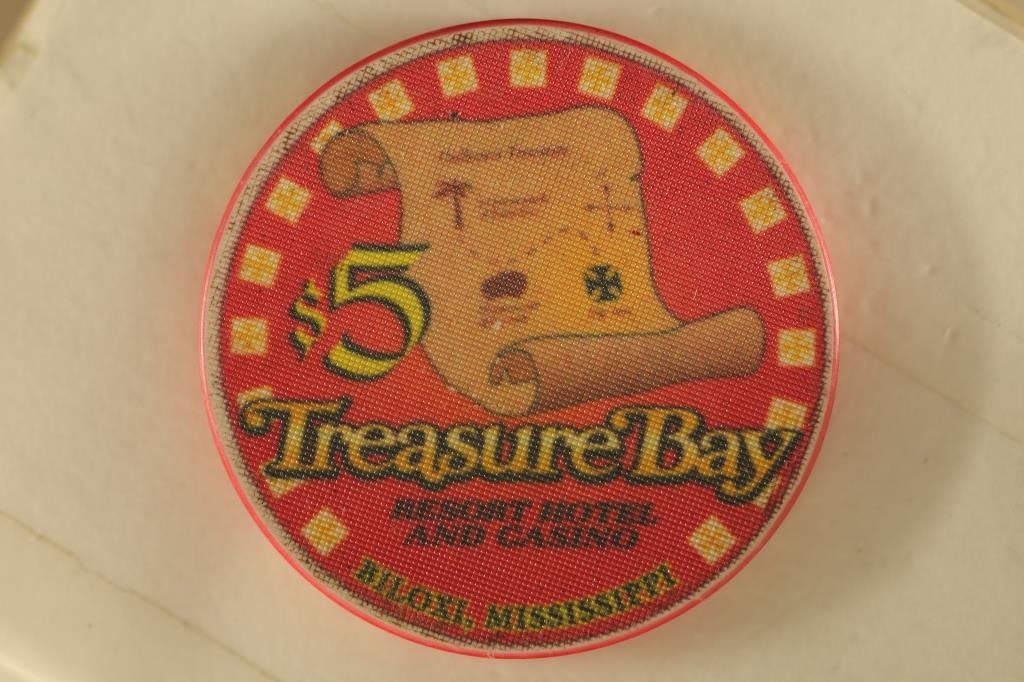 $5
Treasure Bay
RESORT HOTEL
AND CASINO
BILOXI, MISSISSIPPI